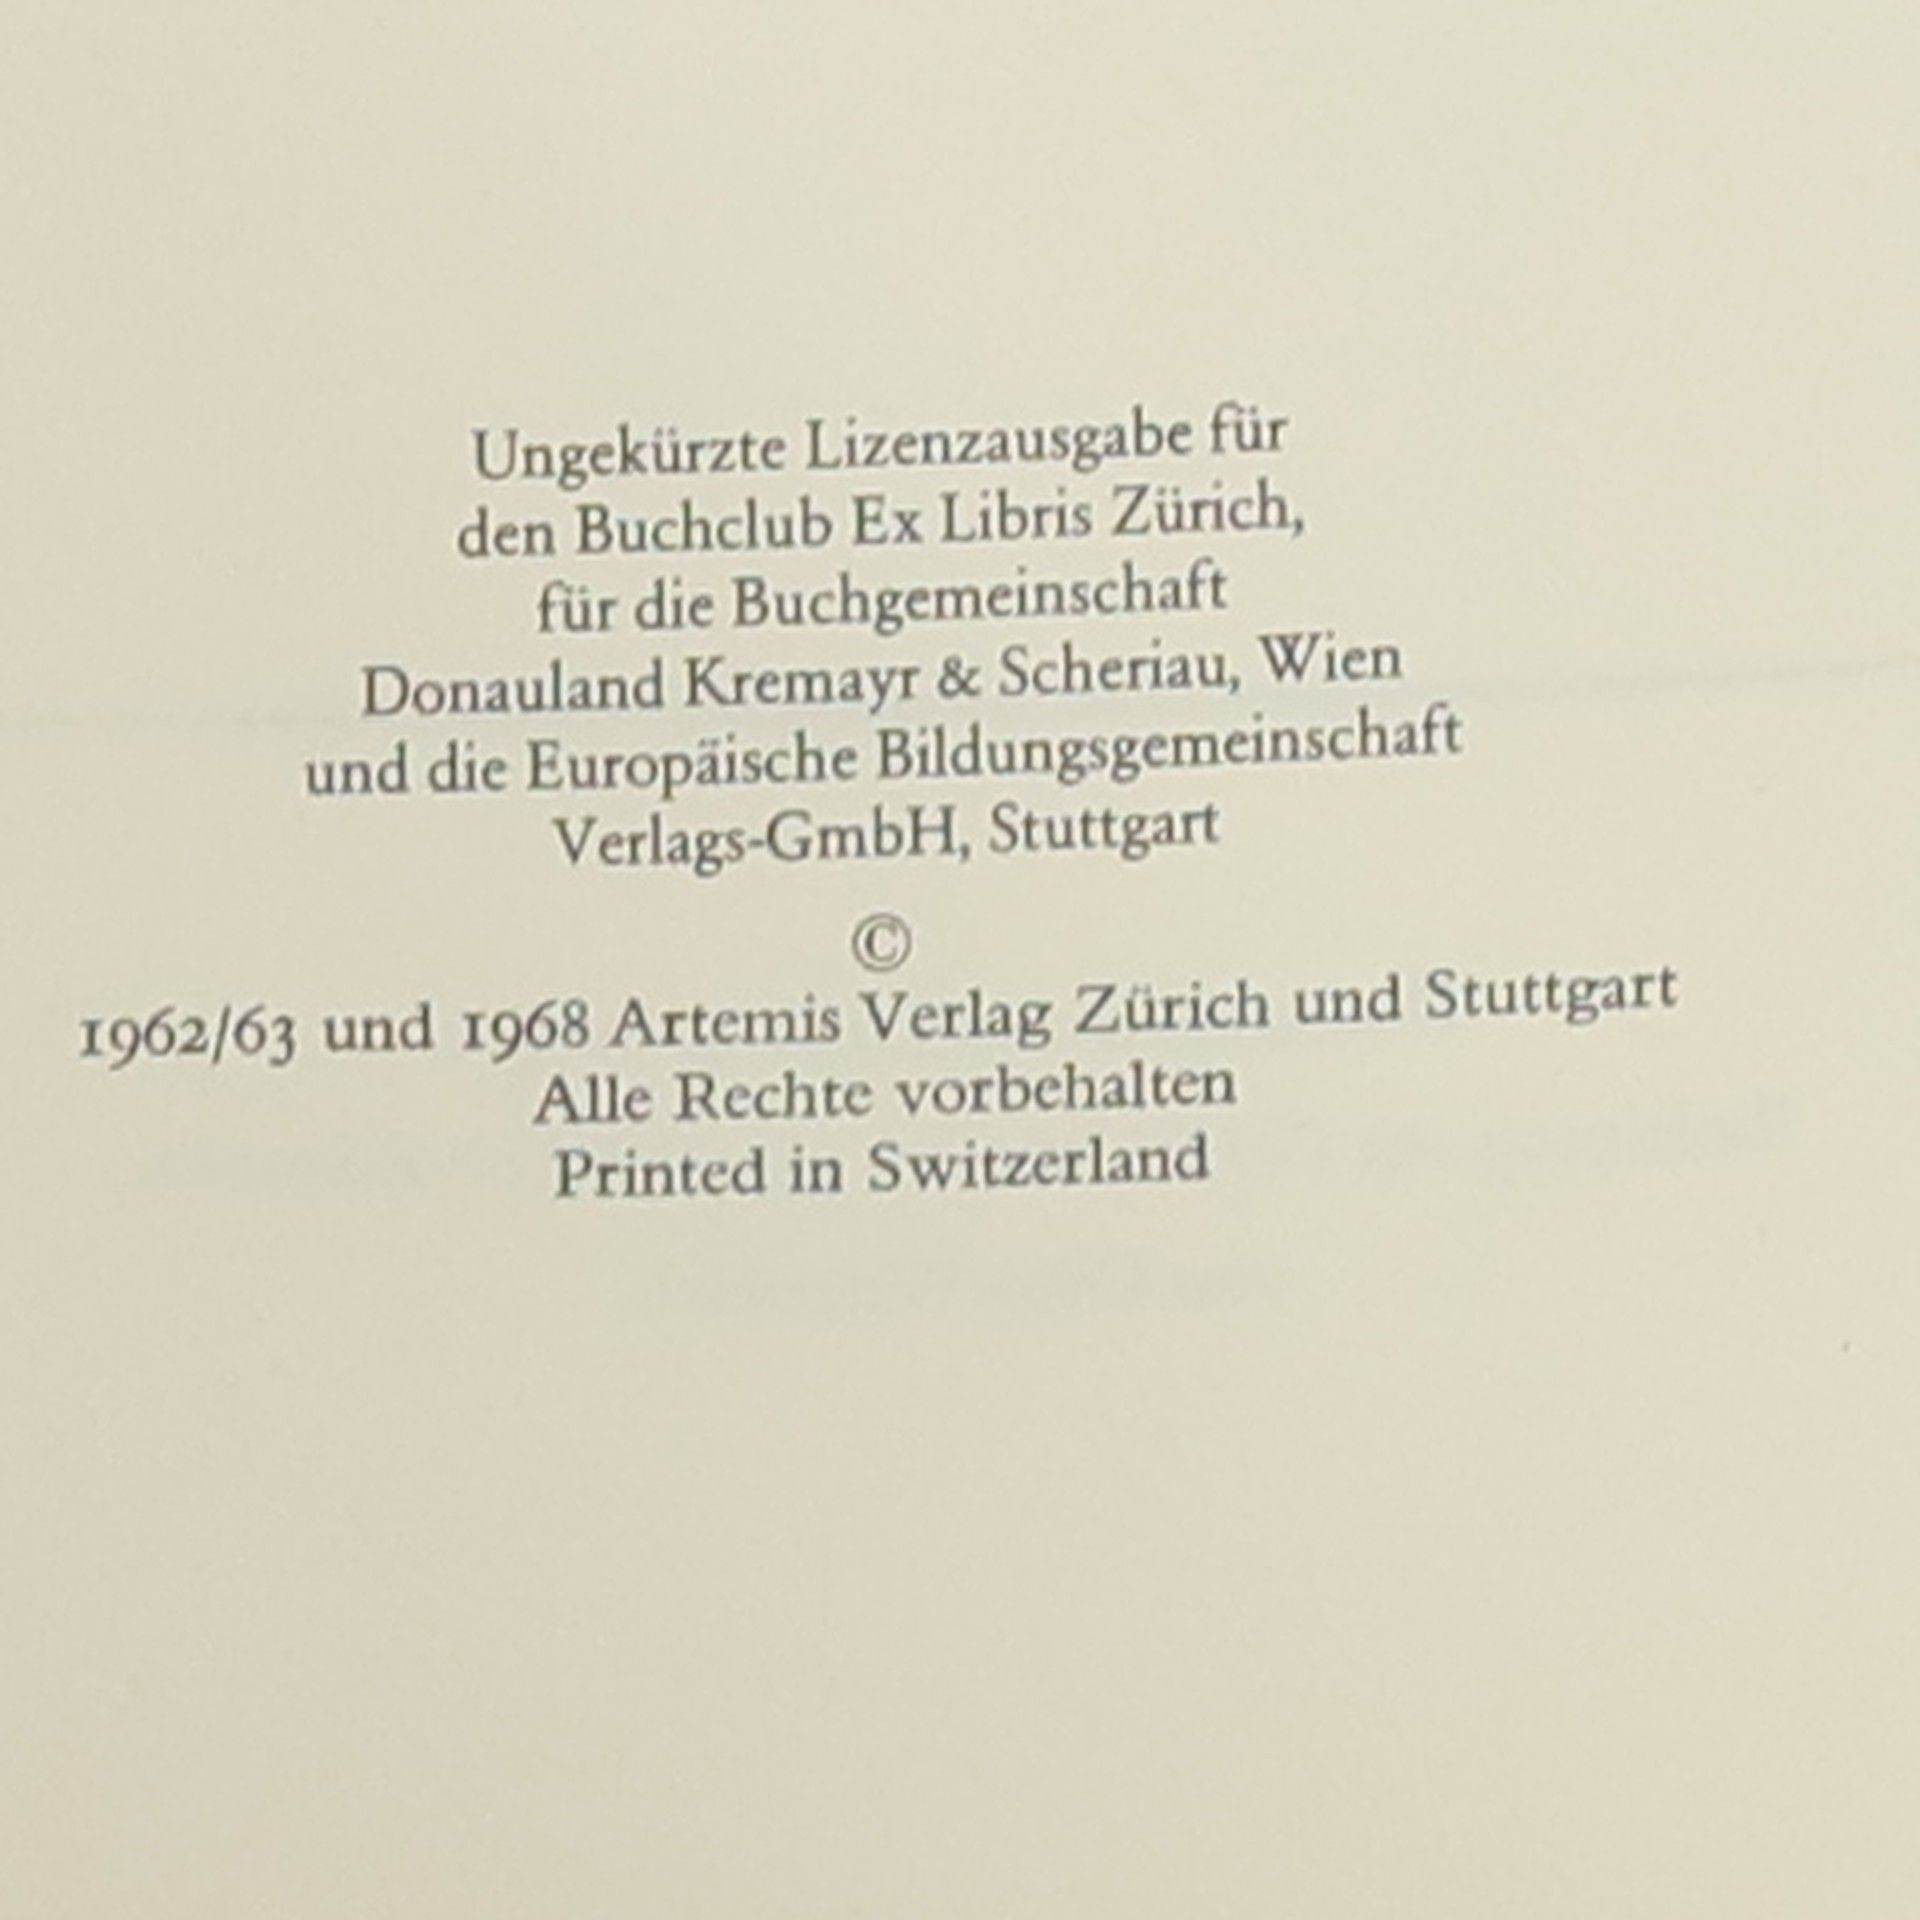 Ungekürzte Lizenzausgabe für
den Buchclub Ex Libris Zürich,
für die Buchgemeinschaft
Donauland Kremayr & Scheriau, Wien
und die Europäische Bildungsgemeinschaft
Verlags-GmbH, Stuttgart
©
1962/63 und 1968 Artemis Verlag Zürich und Stuttgart
Alle Rechte vorbehalten
Printed in Switzerland